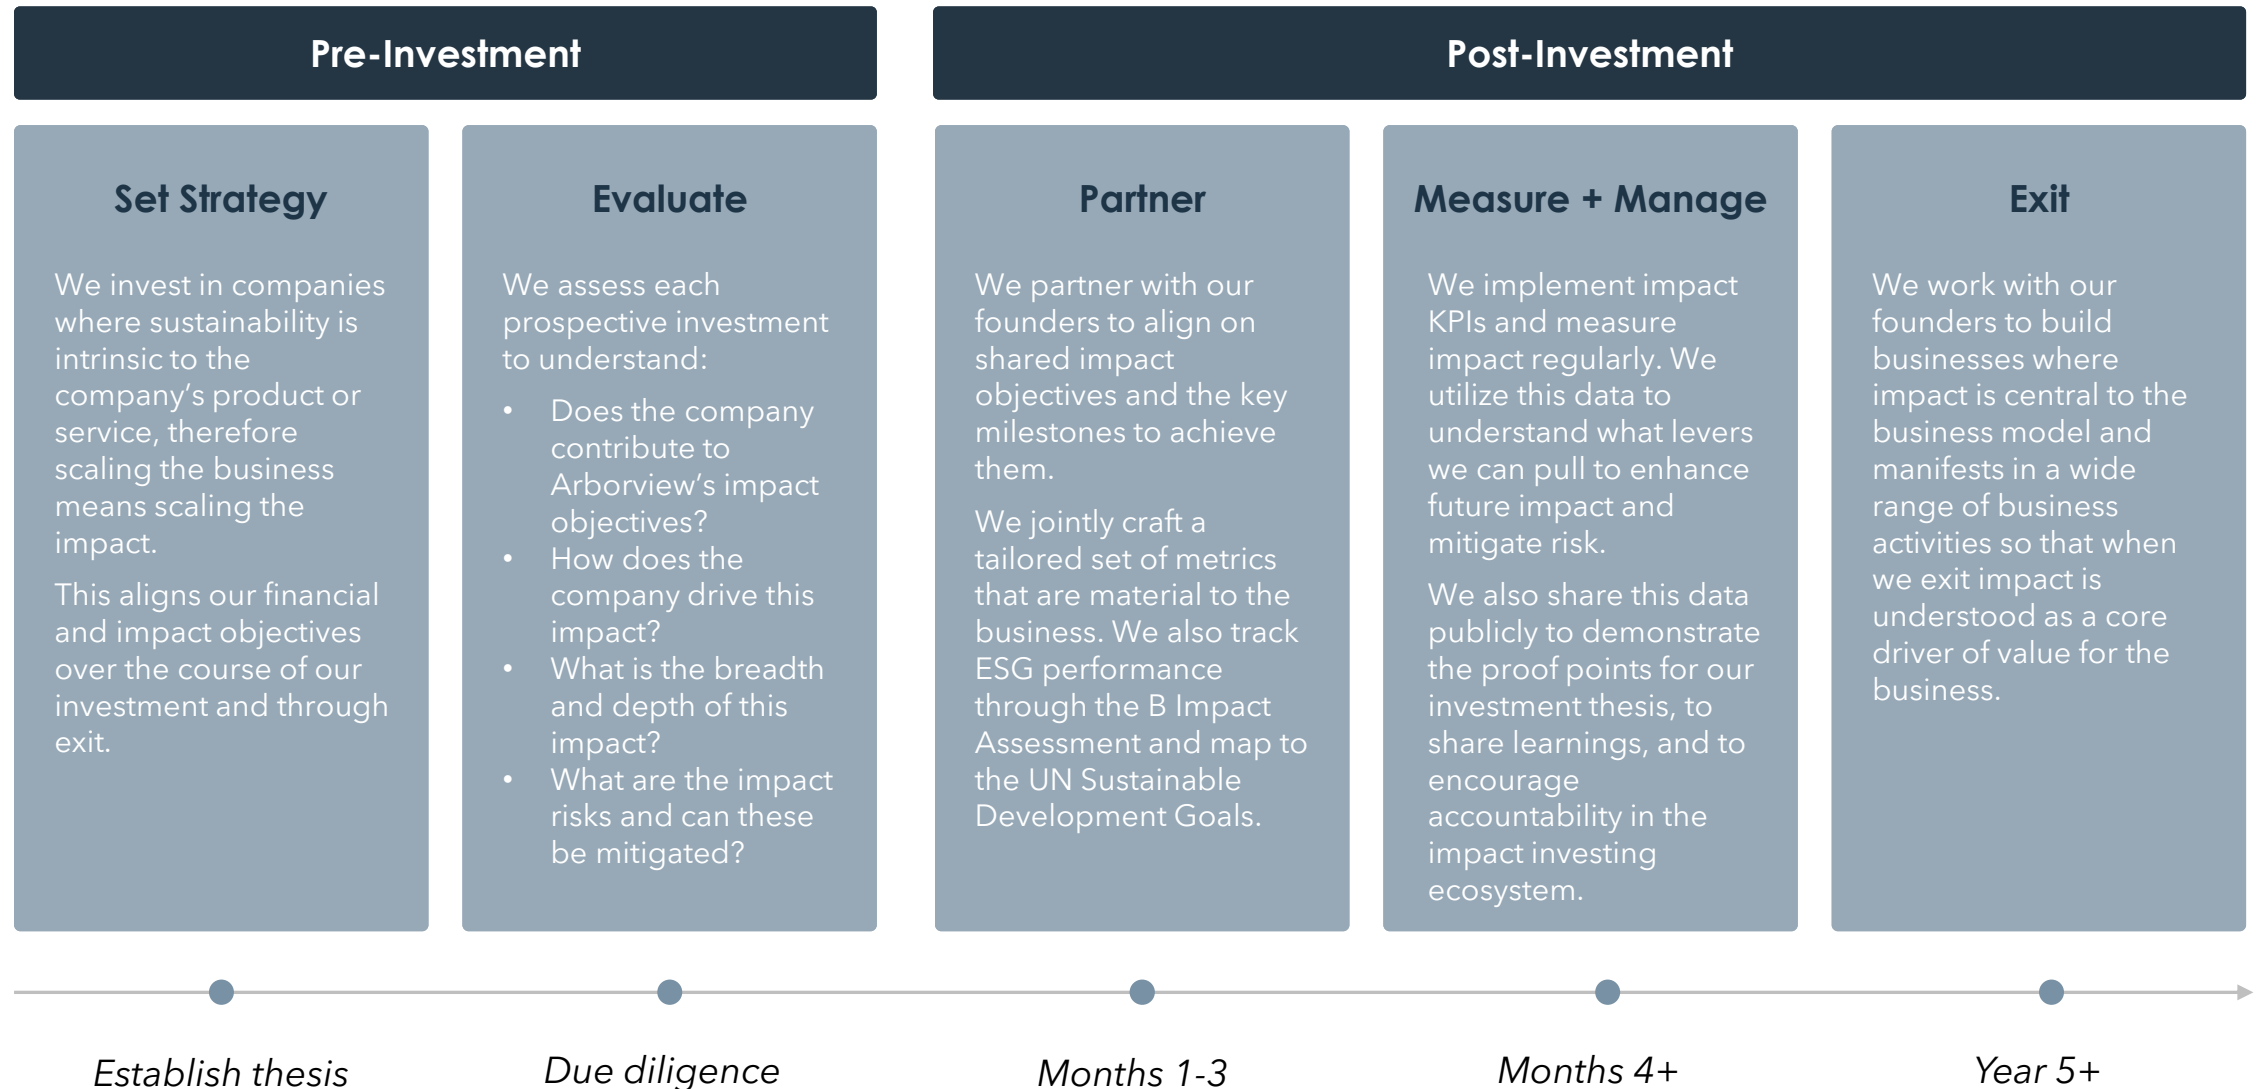 Pre-Investment
Post-Investment
Set Strategy
We invest in companies
where sustainability is
intrinsic to the
company’s product or
service, therefore
scaling the business
means scaling the
impact.
This aligns our financial
and impact objectives
over the course of our
investment and through
exit.
Evaluate
We assess each
prospective investment
to understand:
• Does the company
contribute to
Arborview’s impact
objectives?
• How does the
company drive this
impact?
• What is the breadth
and depth of this
impact?
• What are the impact
risks and can these
be mitigated?
Partner
We partner with our
founders to align on
shared impact
objectives and the key
milestones to achieve
them.
We jointly craft a
tailored set of metrics
that are material to the
business. We also track
ESG performance
through the B Impact
Assessment and map to
the UN Sustainable
Development Goals.
Measure + Manage
We implement impact
KPIs and measure
impact regularly. We
utilize this data to
understand what levers
we can pull to enhance
future impact and
mitigate risk.
We also share this data
publicly to demonstrate
the proof points for our
investment thesis, to
share learnings, and to
encourage
accountability in the
impact investing
ecosystem.
Exit
We work with our
founders to build
businesses where
impact is central to the
business model and
manifests in a wide
range of business
activities so that when
we exit impact is
understood as a core
driver of value for the
business.
Establish thesis
Due diligence
Months 1-3
Months 4+
Year 5+